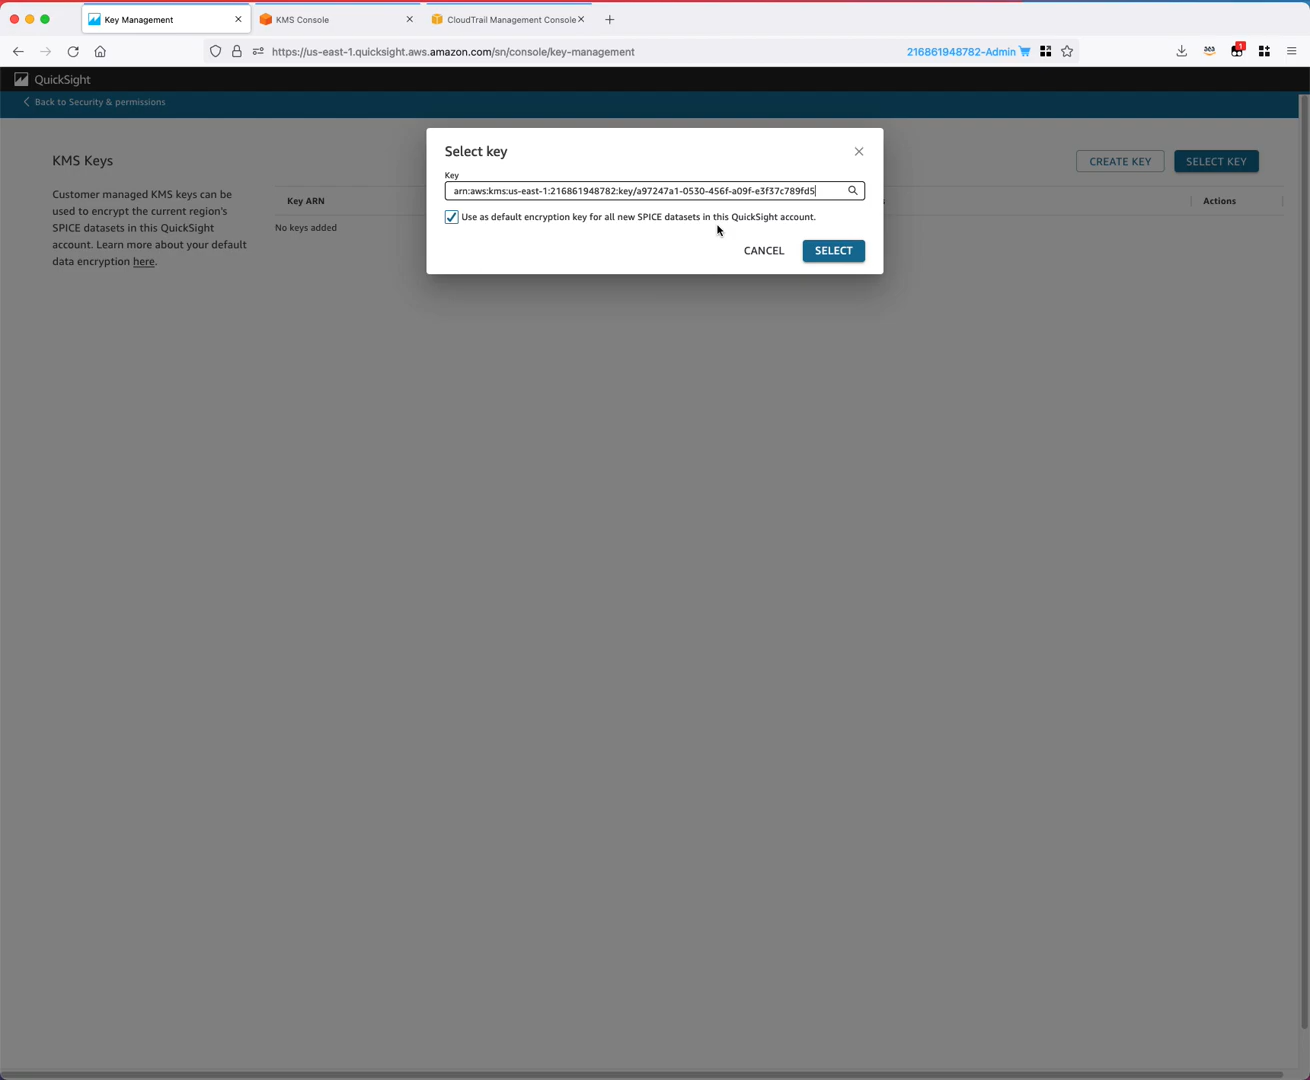 Key Management
KMS Console
CloudTrail Management Console
https://us-east-1.quicksight.aws.amazon.com/sn/console/key-management
216861948782-Admin
1
QuickSight
Back to Security & permissions
KMS Keys
CREATE KEY
SELECT KEY
Customer managed KMS keys can be
used to encrypt the current region's
SPICE datasets in this QuickSight
account. Learn more about your default
data encryption here.
Key ARN
Actions
No keys added
Select key
Key
arn:aws:kms:us-east-1:216861948782:key/a97247a1-0530-456f-a09f-e3f37c789fd5
Use as default encryption key for all new SPICE datasets in this QuickSight account.
CANCEL
SELECT